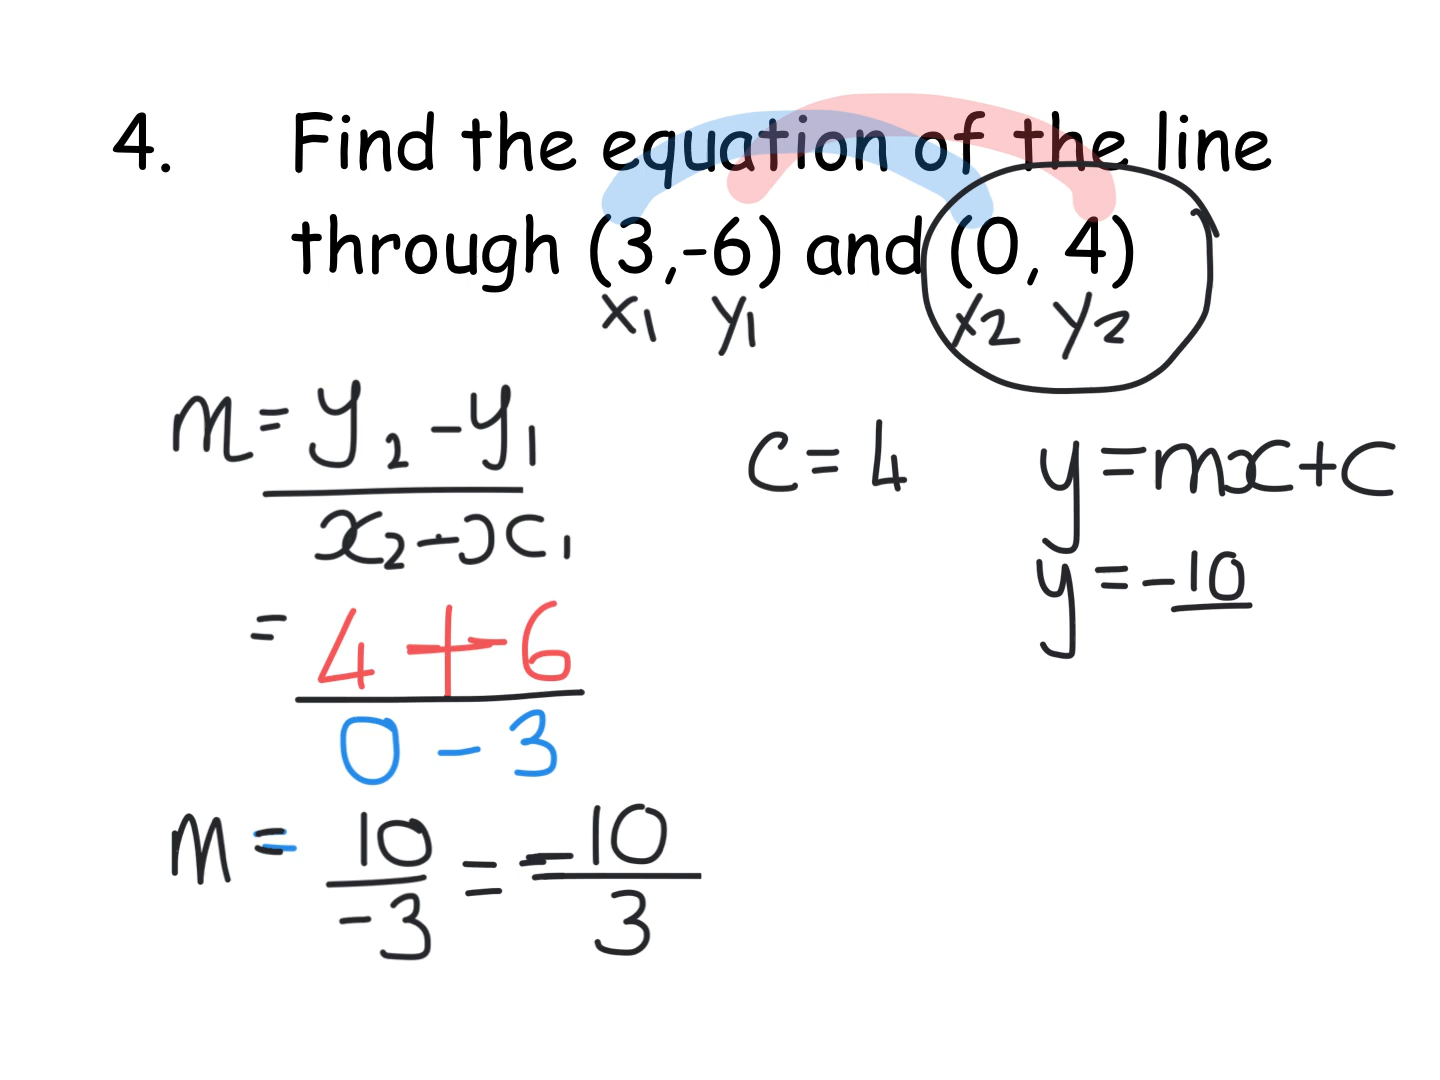 4. Find the equation of the line
through (3,-6) and (0, 4)
x₁ y₁ x₂ y₂
m = y₂ - y₁
x₂ - x₁
c = 4
y = mx + c
y = -10
= 4 + 6
0 - 3
m = 10 = -10
-3 3